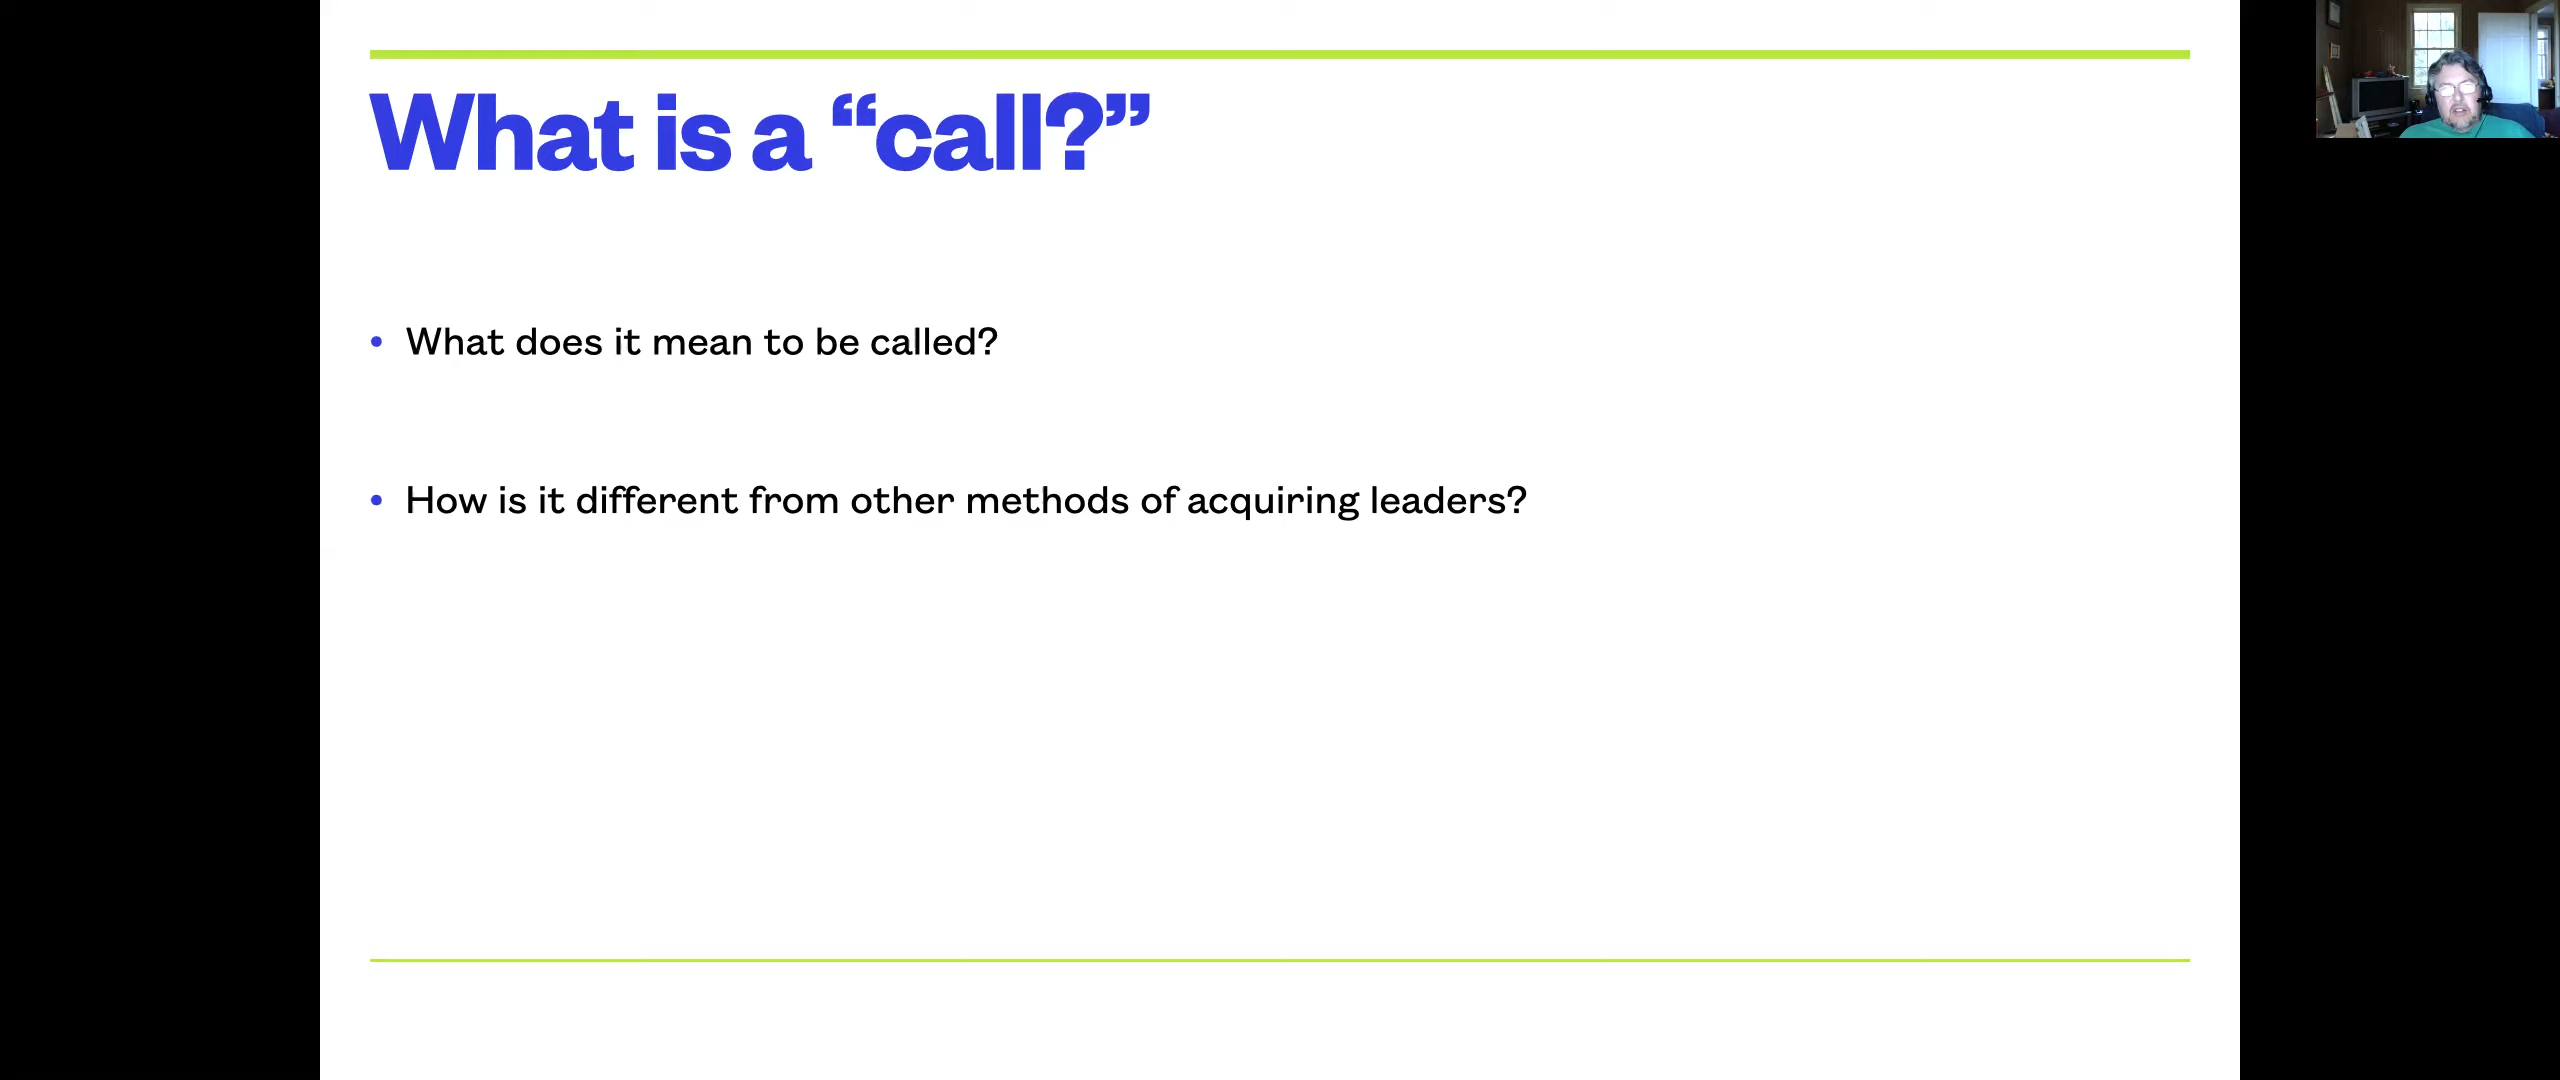 What is a “call?”
• What does it mean to be called?
• How is it different from other methods of acquiring leaders?